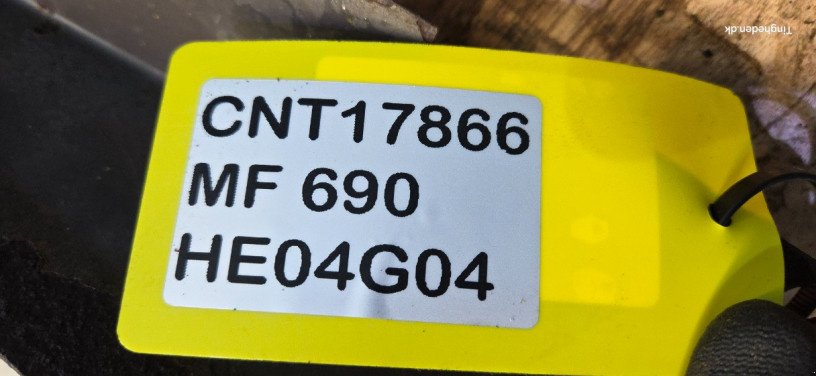 Tingheden.dk
CNT17866
MF 690
HE04G04